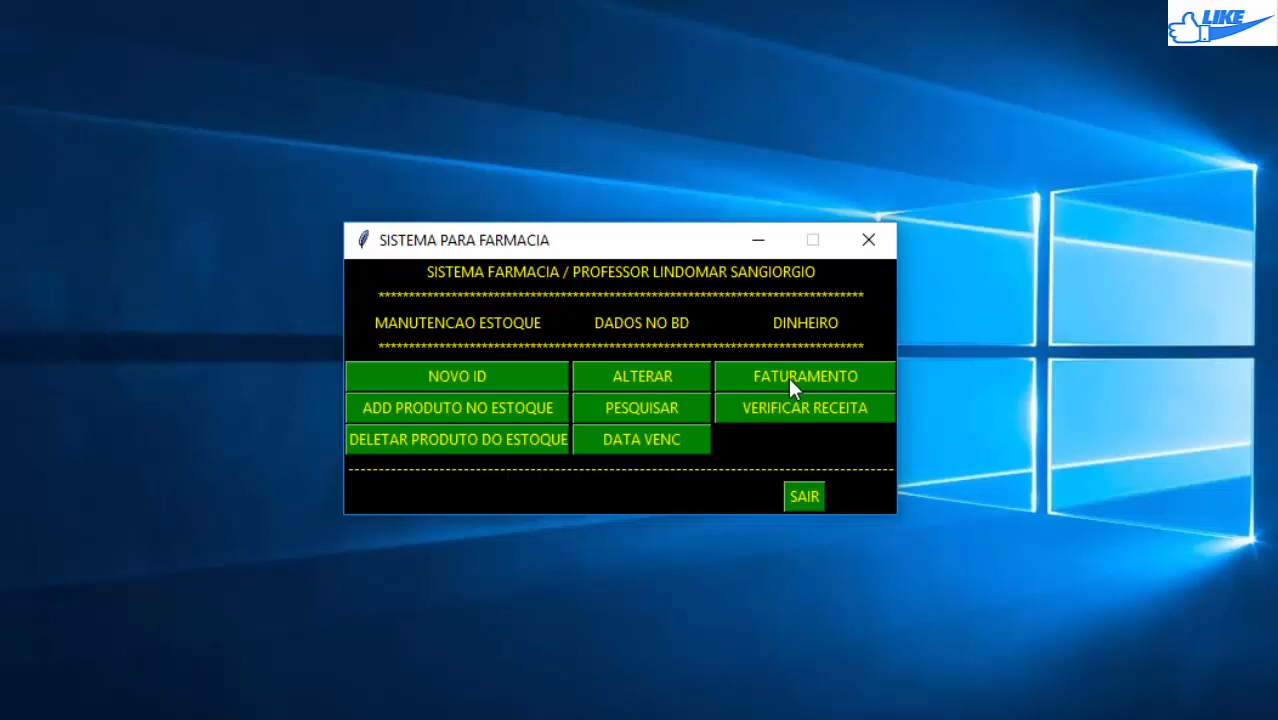 LIKE
SISTEMA PARA FARMACIA
SISTEMA FARMACIA / PROFESSOR LINDOMAR SANGIORGIO
********************************************************************************
MANUTENCAO ESTOQUE DADOS NO BD DINHEIRO
********************************************************************************
NOVO ID ALTERAR FATURAMENTO
ADD PRODUTO NO ESTOQUE PESQUISAR VERIFICAR RECEITA
DELETAR PRODUTO DO ESTOQUE DATA VENC
------------------------------------------------------------------------------------------
SAIR